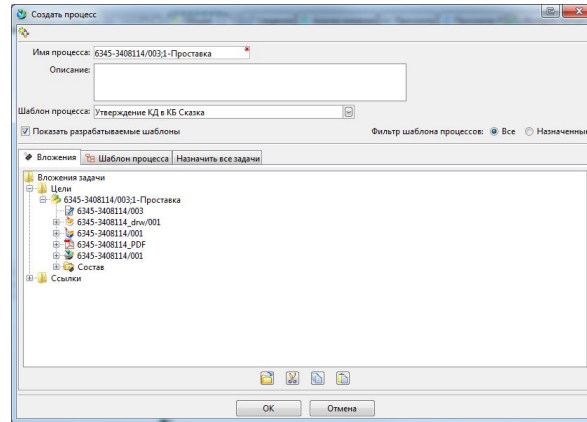 Создать процесс
Имя процесса: 6345-3408114/003;1-Проставка *
Описание:
Шаблон процесса: Утверждение КД в КБ Сказка
Показать разрабатываемые шаблоны Фильтр шаблона процессов: Все Назначенные
Вложения Шаблон процесса Назначить все задачи
Вложения задачи
Цели
6345-3408114/003;1-Проставка
6345-3408114/003
6345-3408114_drw/001
6345-3408114/001
6345-3408114_PDF
6345-3408114/001
Состав
Ссылки
OK Отмена